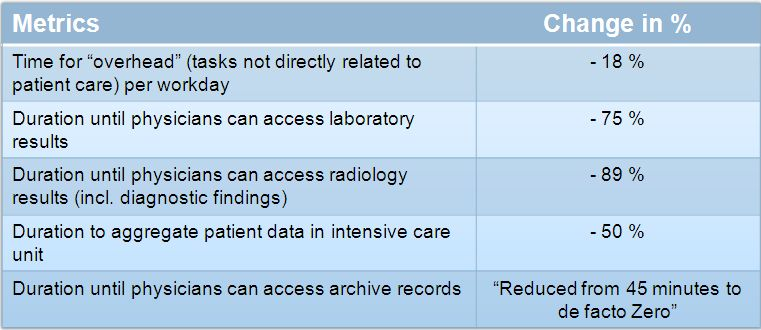 Metrics Change in %
Time for “overhead” (tasks not directly related to - 18 %
patient care) per workday
Duration until physicians can access laboratory - 75 %
results
Duration until physicians can access radiology - 89 %
results (incl. diagnostic findings)
Duration to aggregate patient data in intensive care - 50 %
unit
Duration until physicians can access archive records “Reduced from 45 minutes to
de facto Zero”